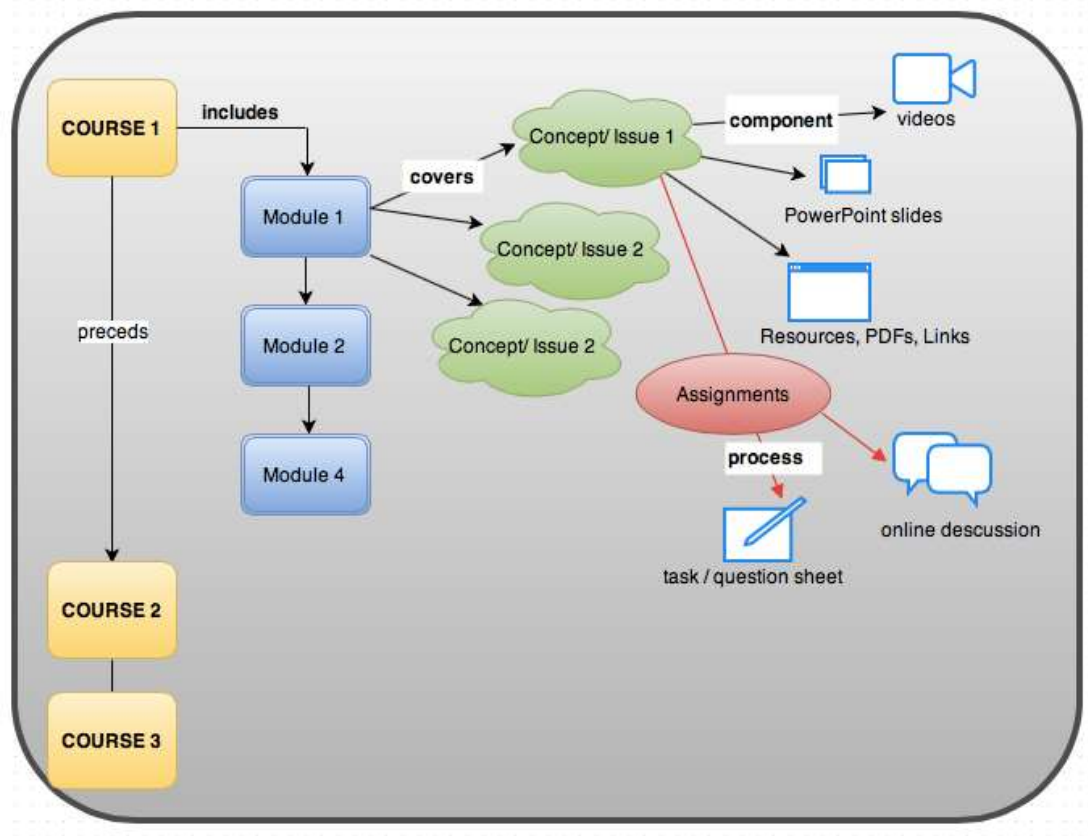 COURSE 1
includes
Module 1
covers
Concept/ Issue 1
component
videos
PowerPoint slides
Resources, PDFs, Links
Concept/ Issue 2
Concept/ Issue 2
preceds
Module 2
Module 4
Assignments
process
task / question sheet
online descussion
COURSE 2
COURSE 3